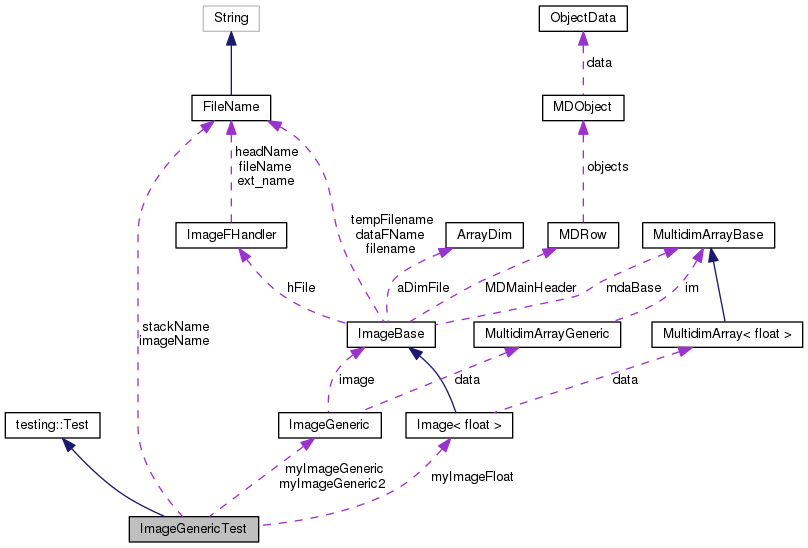 String
ObjectData
data
FileName
MDObject
headName
fileName
ext_name
objects
tempFilename
dataFName
filename
ImageFHandler
ArrayDim
MDRow
MultidimArrayBase
hFile
aDimFile
MDMainHeader
mdaBase
im
stackName
imageName
ImageBase
MultidimArrayGeneric
MultidimArray< float >
image
data
data
testing::Test
ImageGeneric
Image< float >
myImageGeneric
myImageGeneric2
myImageFloat
ImageGenericTest